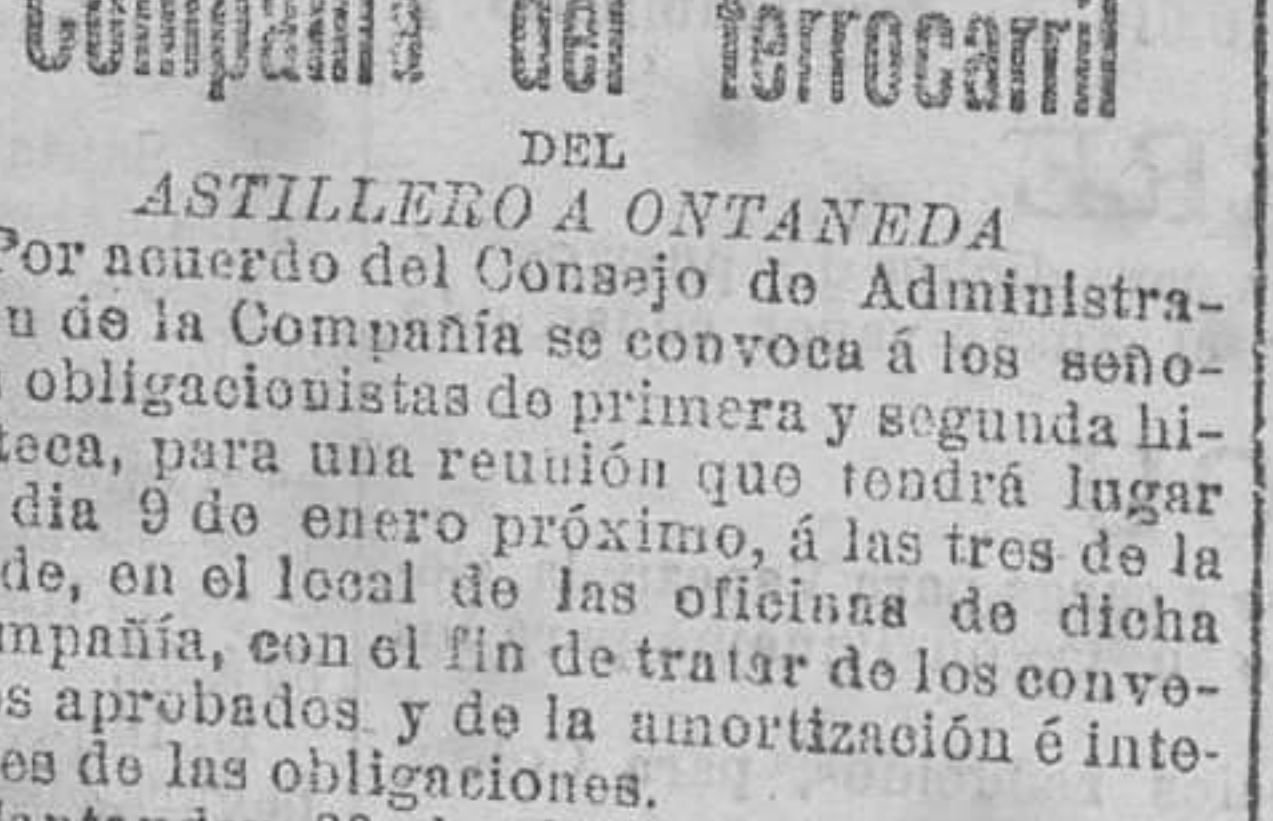 Compañía del ferrocarril
DEL
ASTILLERO A ONTANEDA
Por acuerdo del Consejo de Administra-
n de la Compañía se convoca á los seño-
obligacionistas de primera y segunda hi-
teca, para una reunión que tendrá lugar
dia 9 de enero próximo, á las tres de la
de, en el local de las oficinas de dicha
mpañía, con el fin de tratar de los conve-
s aprobados y de la amortización é inte-
es de las obligaciones.